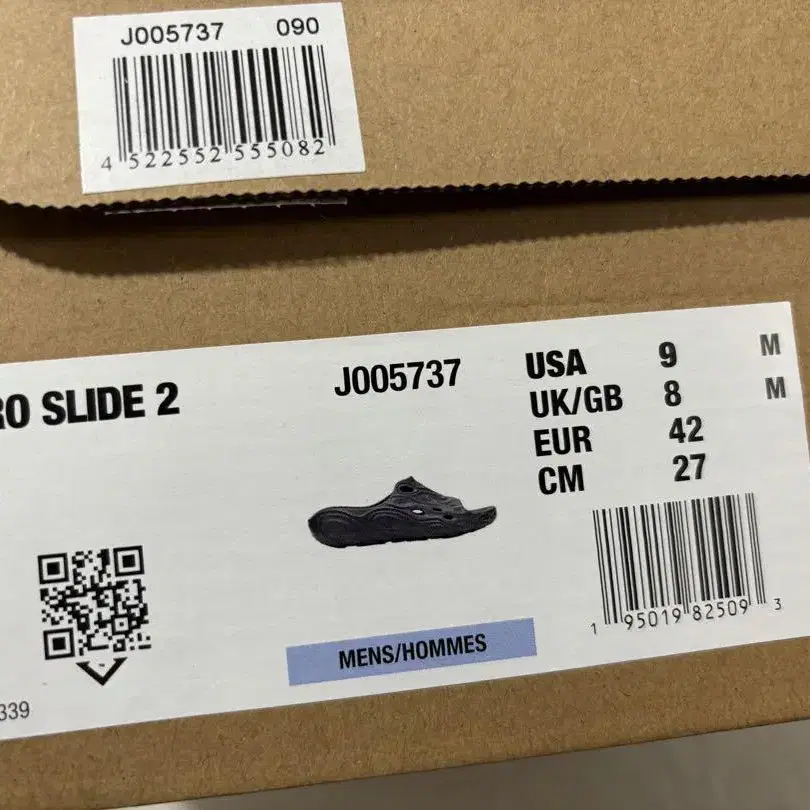 J005737 090
4 522552 555082
RO SLIDE 2
J005737
USA 9 M
UK/GB 8 M
EUR 42
CM 27
1 95019 82509 3
MENS/HOMMES
339